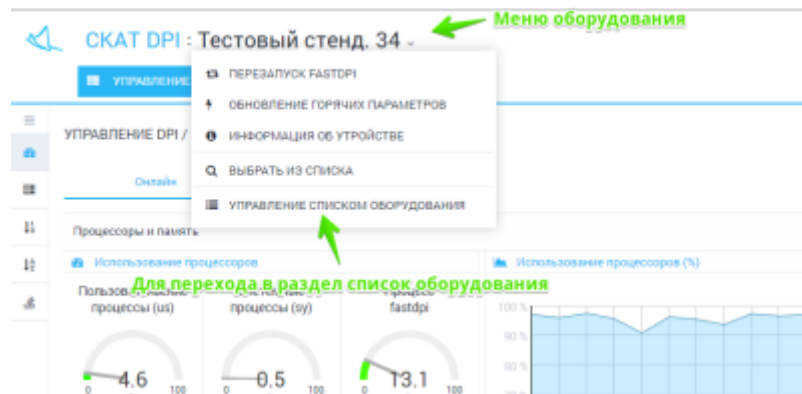 Меню оборудования
СКАТ DPI : Тестовый стенд. 34
УПРАВЛЕНИЕ
ПЕРЕЗАПУСК FASTDPI
ОБНОВЛЕНИЕ ГОРЯЧИХ ПАРАМЕТРОВ
ИНФОРМАЦИЯ ОБ УТРОЙСТВЕ
ВЫБРАТЬ ИЗ СПИСКА
УПРАВЛЕНИЕ СПИСКОМ ОБОРУДОВАНИЯ
УПРАВЛЕНИЕ DPI /
Онлайн
Процессоры и память
Использование процессоров
Использование процессоров (%)
Для перехода в раздел список оборудования
процессы (us)
процессы (sy)
fastdpi
100 %
90 %
80 %
4.6
0
100
0.5
0
100
13.1
0
100